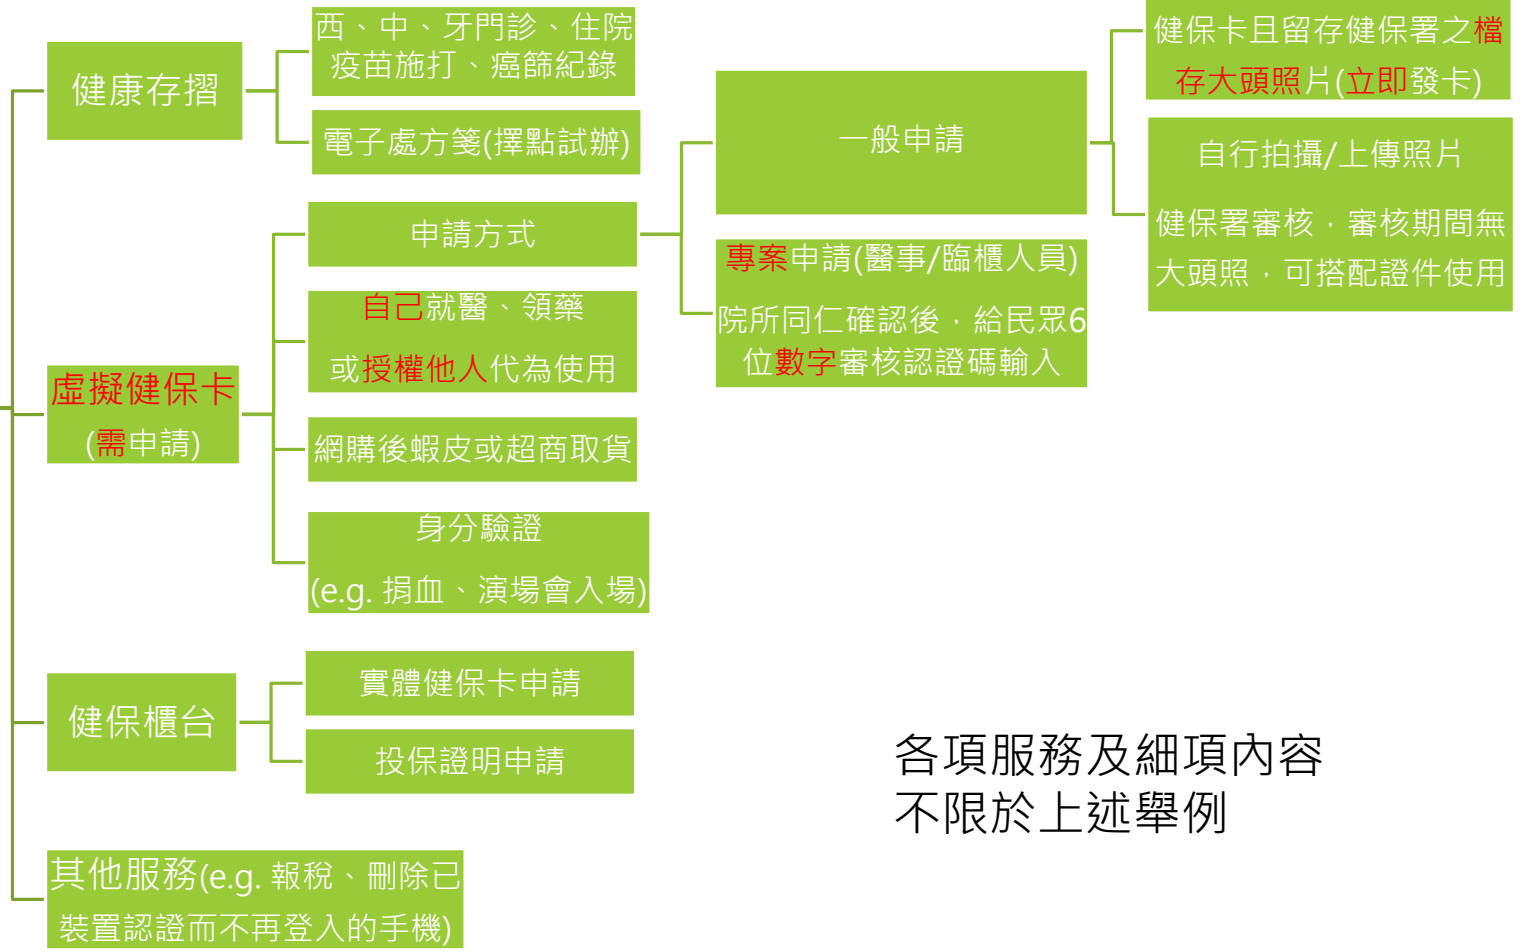 健康存摺
西、中、牙門診、住院
疫苗施打、癌篩紀錄
電子處方箋(擇點試辦)
虛擬健保卡
(需申請)
申請方式
一般申請
健保卡且留存健保署之檔
存大頭照片(立即發卡)
自行拍攝/上傳照片
健保署審核，審核期間無
大頭照，可搭配證件使用
專案申請(醫事/臨櫃人員)
院所同仁確認後，給民眾6
位數字審核認證碼輸入
自己就醫、領藥
或授權他人代為使用
網購後蝦皮或超商取貨
身分驗證
(e.g. 捐血、演場會入場)
健保櫃台
實體健保卡申請
投保證明申請
其他服務(e.g. 報稅、刪除已
裝置認證而不再登入的手機)
各項服務及細項內容
不限於上述舉例